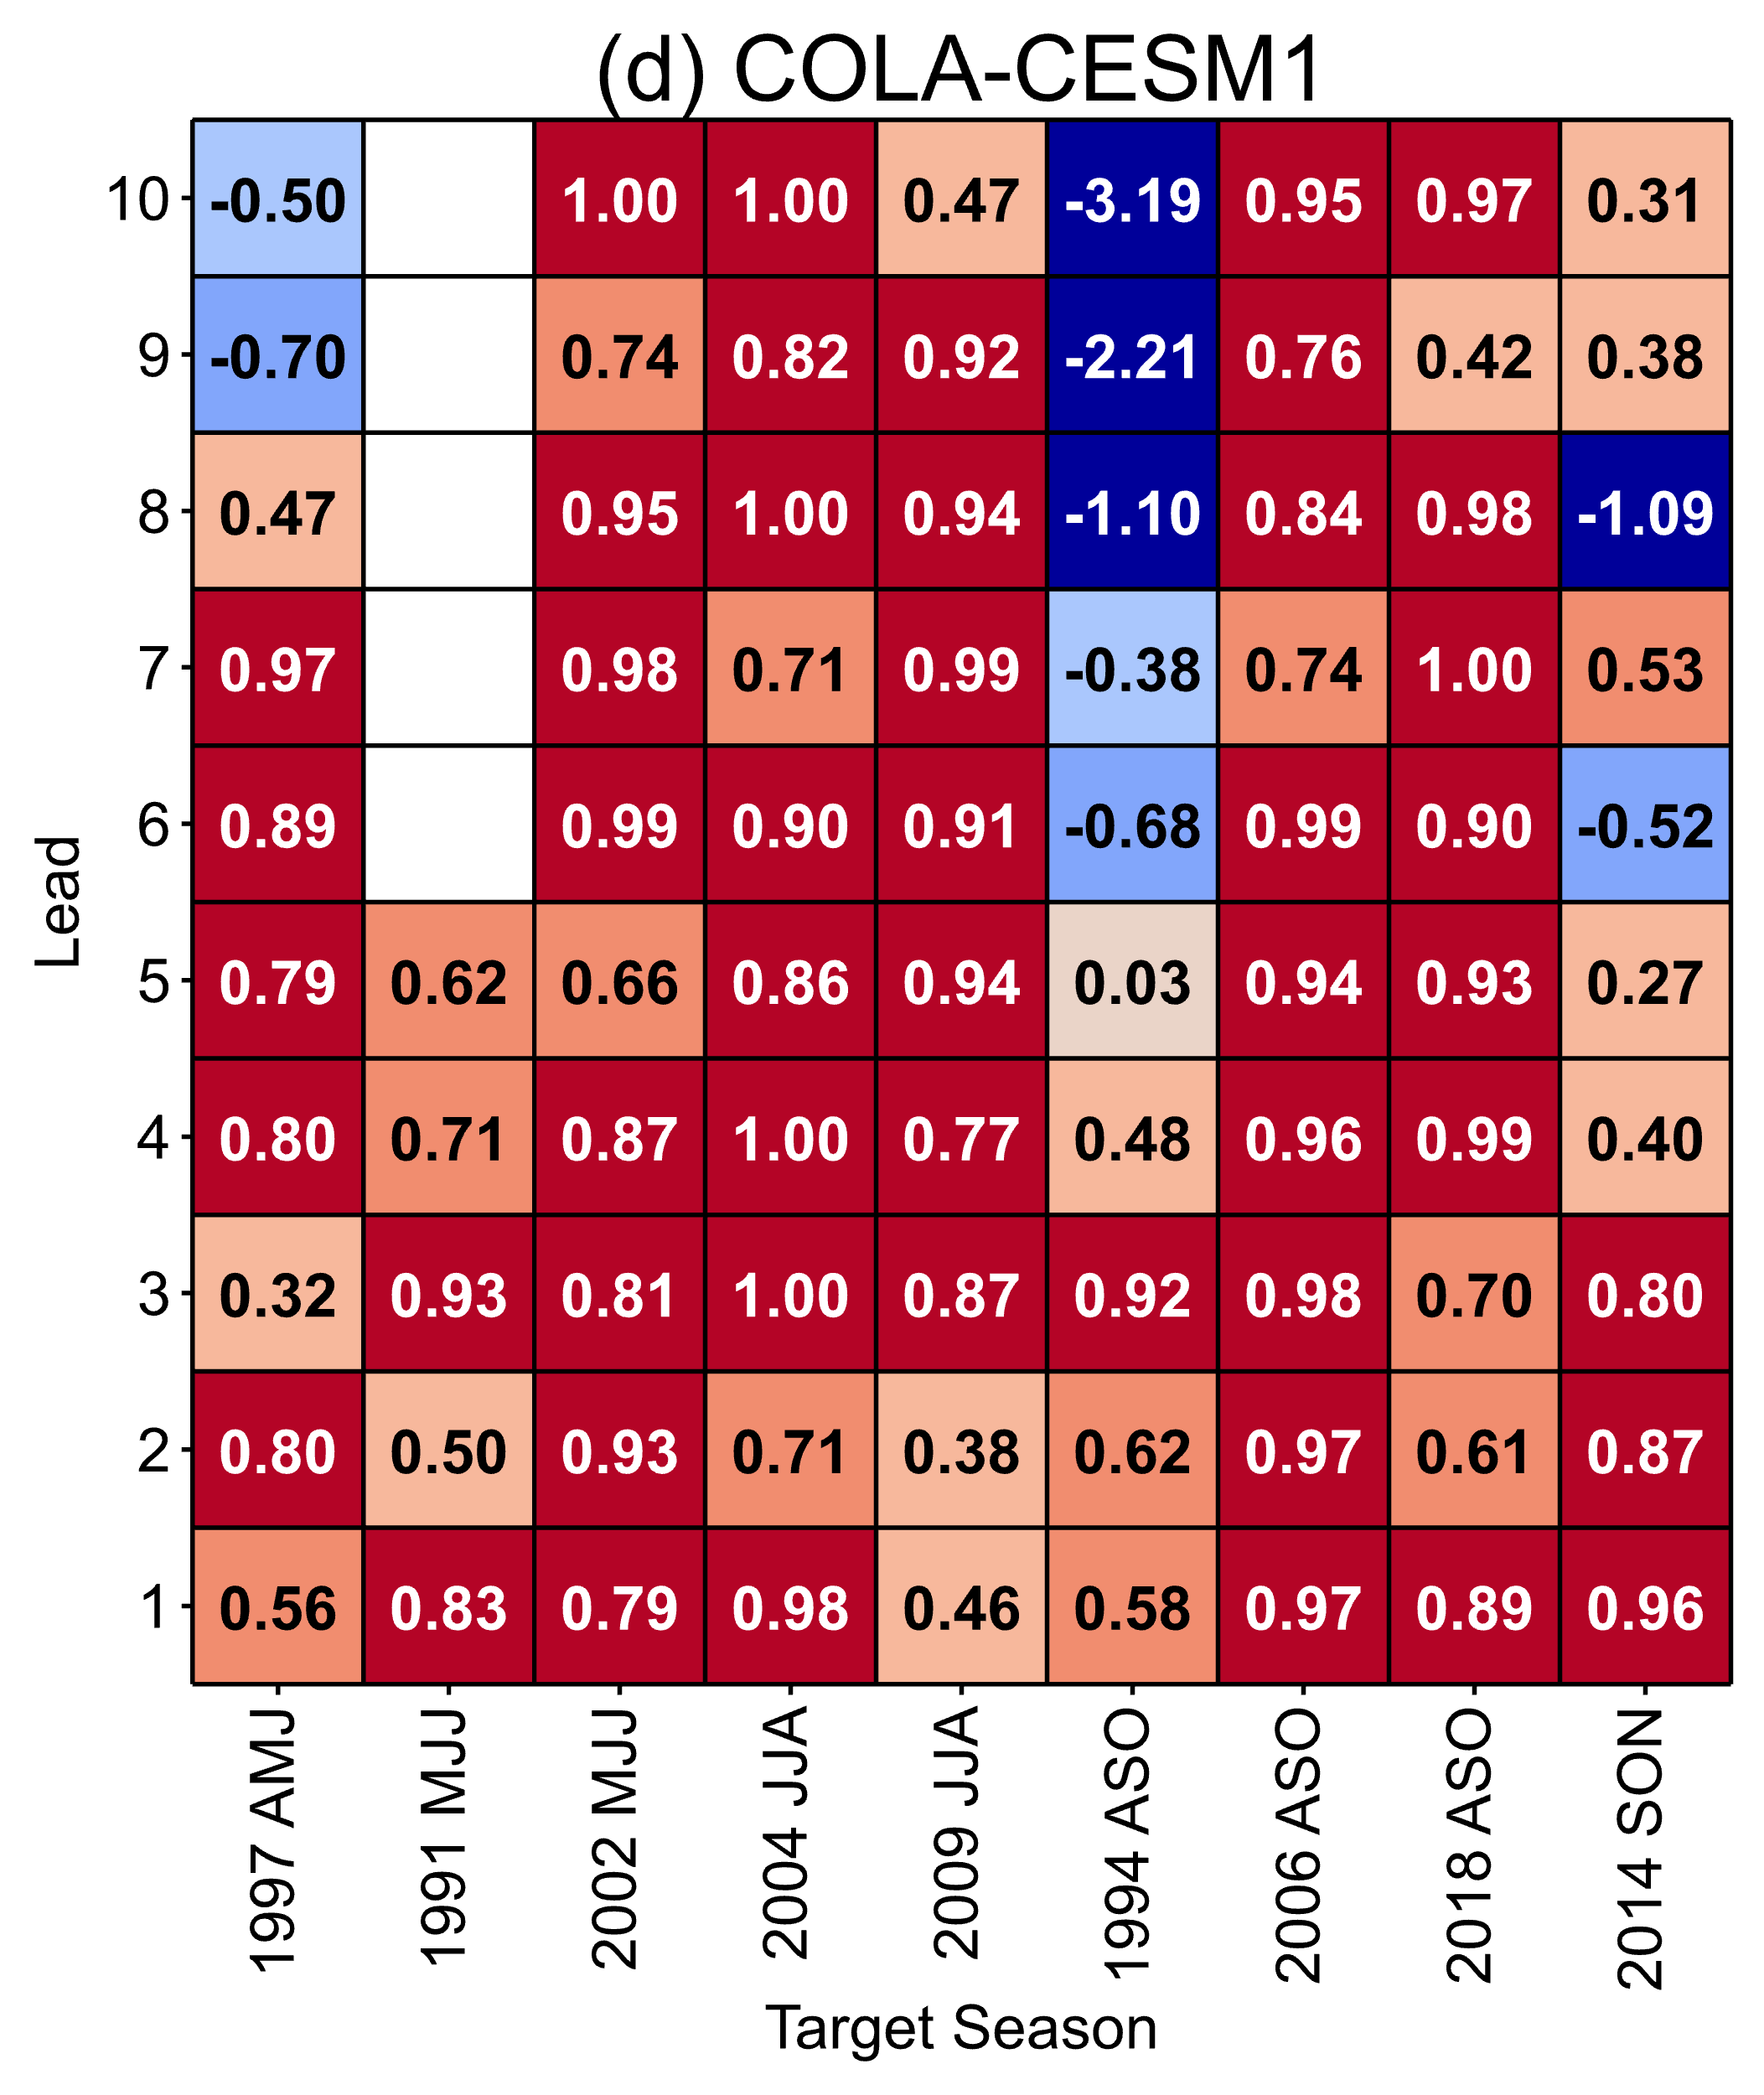 (d) COLA-CESM1
10 -0.50 1.00 1.00 0.47 -3.19 0.95 0.97 0.31
9 -0.70 0.74 0.82 0.92 -2.21 0.76 0.42 0.38
8 0.47 0.95 1.00 0.94 -1.10 0.84 0.98 -1.09
7 0.97 0.98 0.71 0.99 -0.38 0.74 1.00 0.53
6 0.89 0.99 0.90 0.91 -0.68 0.99 0.90 -0.52
5 0.79 0.62 0.66 0.86 0.94 0.03 0.94 0.93 0.27
4 0.80 0.71 0.87 1.00 0.77 0.48 0.96 0.99 0.40
3 0.32 0.93 0.81 1.00 0.87 0.92 0.98 0.70 0.80
2 0.80 0.50 0.93 0.71 0.38 0.62 0.97 0.61 0.87
1 0.56 0.83 0.79 0.98 0.46 0.58 0.97 0.89 0.96
Lead
1997 AMJ
1991 MJJ
2002 MJJ
2004 JJA
2009 JJA
1994 ASO
2006 ASO
2018 ASO
2014 SON
Target Season